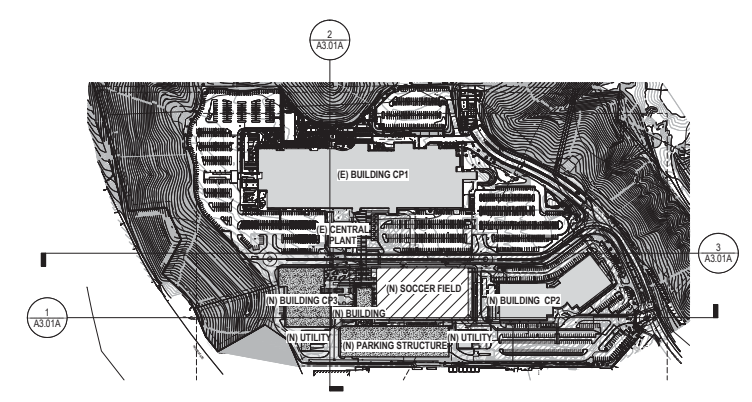 2
A3.01A
(E) BUILDING CP1
(E) CENTRAL
PLANT
3
A3.01A
(N) SOCCER FIELD
(N) BUILDING CP3
(N) BUILDING CP2
(N) BUILDING
1
A3.01A
(N) UTILITY
(N) PARKING STRUCTURE
(N) UTILITY